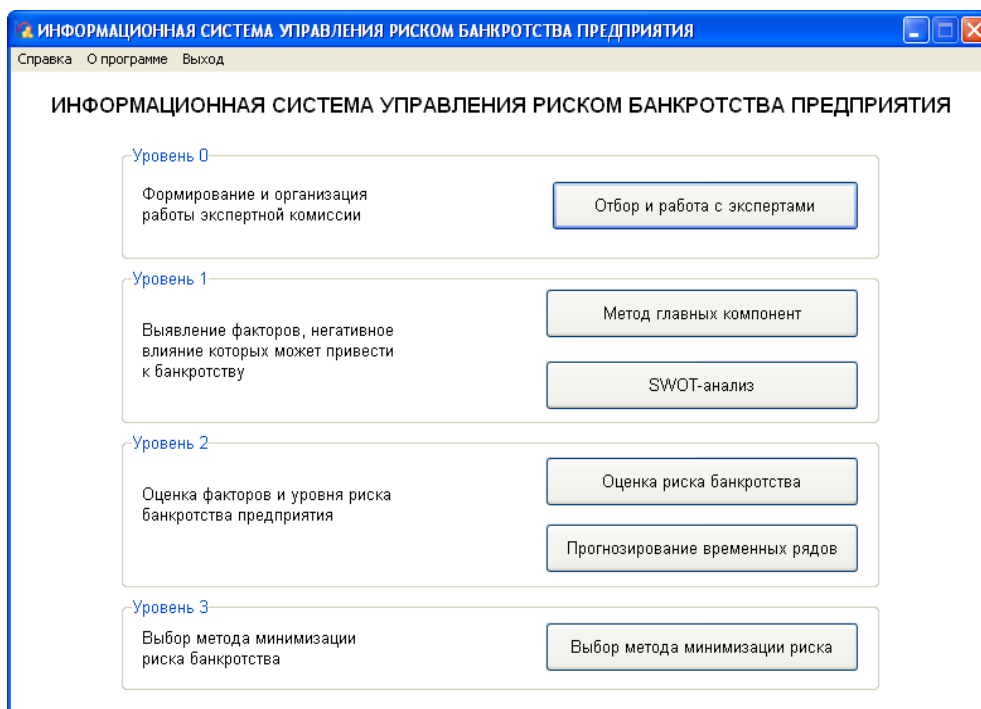 ИНФОРМАЦИОННАЯ СИСТЕМА УПРАВЛЕНИЯ РИСКОМ БАНКРОТСТВА ПРЕДПРИЯТИЯ
Справка О программе Выход
ИНФОРМАЦИОННАЯ СИСТЕМА УПРАВЛЕНИЯ РИСКОМ БАНКРОТСТВА ПРЕДПРИЯТИЯ
Уровень 0
Формирование и организация
работы экспертной комиссии
Отбор и работа с экспертами
Уровень 1
Выявление факторов, негативное
влияние которых может привести
к банкротству
Метод главных компонент
SWOT-анализ
Уровень 2
Оценка факторов и уровня риска
банкротства предприятия
Оценка риска банкротства
Прогнозирование временных рядов
Уровень 3
Выбор метода минимизации
риска банкротства
Выбор метода минимизации риска